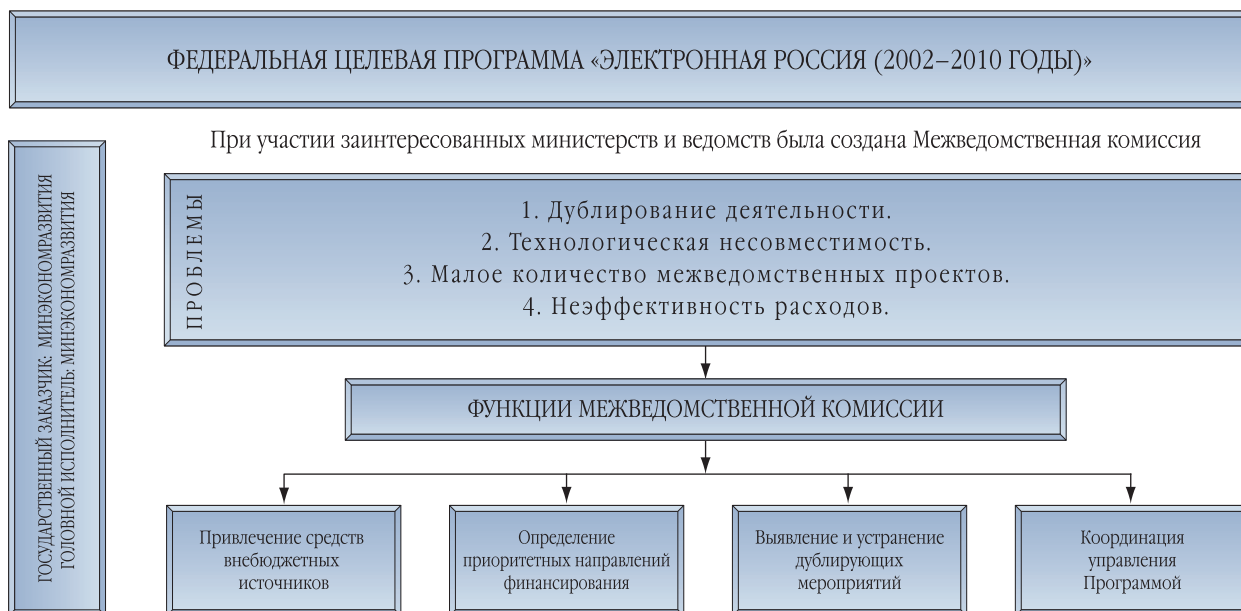 ФЕДЕРАЛЬНАЯ ЦЕЛЕВАЯ ПРОГРАММА «ЭЛЕКТРОННАЯ РОССИЯ (2002–2010 ГОДЫ)»
При участии заинтересованных министерств и ведомств была создана Межведомственная комиссия
ГОСУДАРСТВЕННЫЙ ЗАКАЗЧИК: МИНЭКОНОМРАЗВИТИЯ
ГОЛОВНОЙ ИСПОЛНИТЕЛЬ: МИНЭКОНОМРАЗВИТИЯ
ПРОБЛЕМЫ
1. Дублирование деятельности.
2. Технологическая несовместимость.
3. Малое количество межведомственных проектов.
4. Неэффективность расходов.
ФУНКЦИИ МЕЖВЕДОМСТВЕННОЙ КОМИССИИ
Привлечение средств
внебюджетных
источников
Определение
приоритетных направлений
финансирования
Выявление и устранение
дублирующих
мероприятий
Координация
управления
Программой